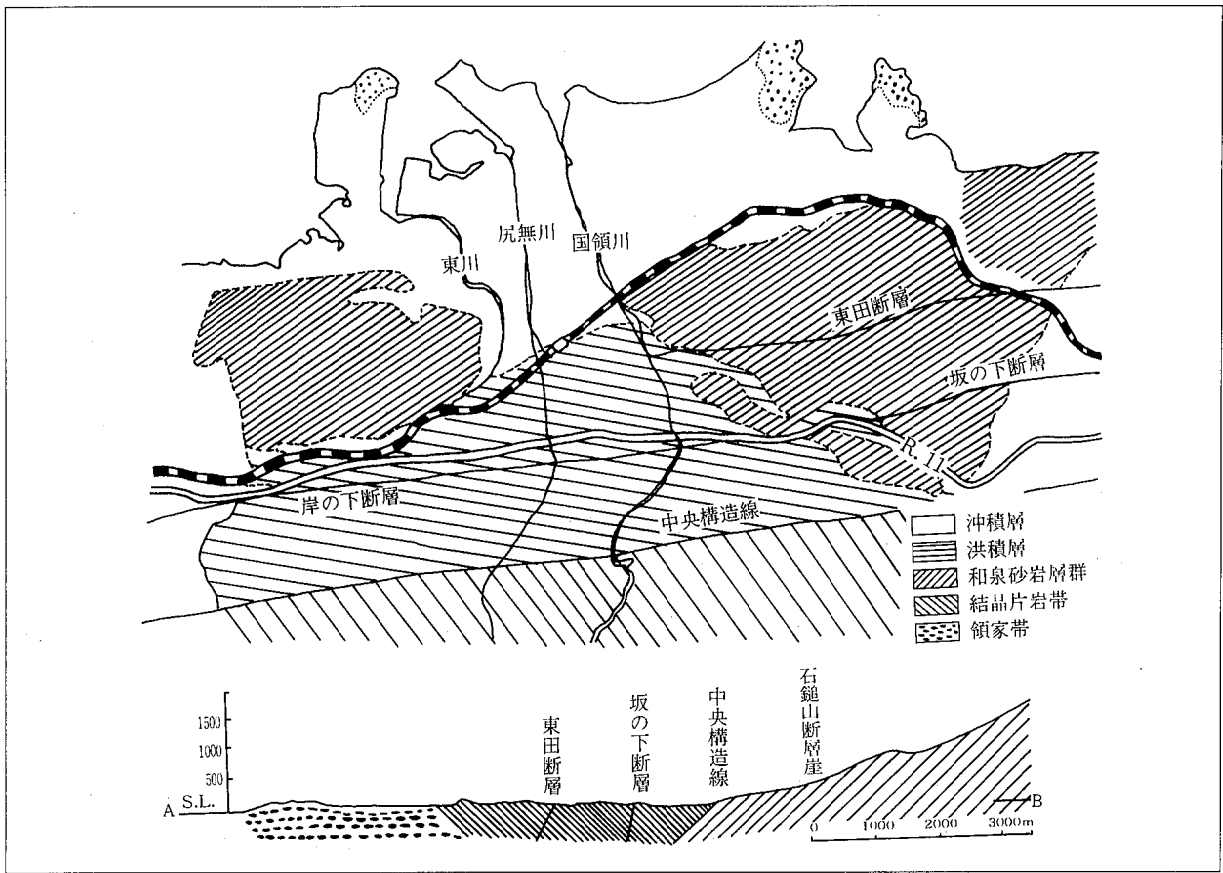 尻無川
国領川
東川
東田断層
坂の下断層
R.11
岸の下断層
中央構造線
沖積層
洪積層
和泉砂岩層群
結晶片岩帯
領家帯
東田断層
坂の下断層
中央構造線
石鎚山断層崖
1500
1000
500
A S.L.
B
0 1000 2000 3000m